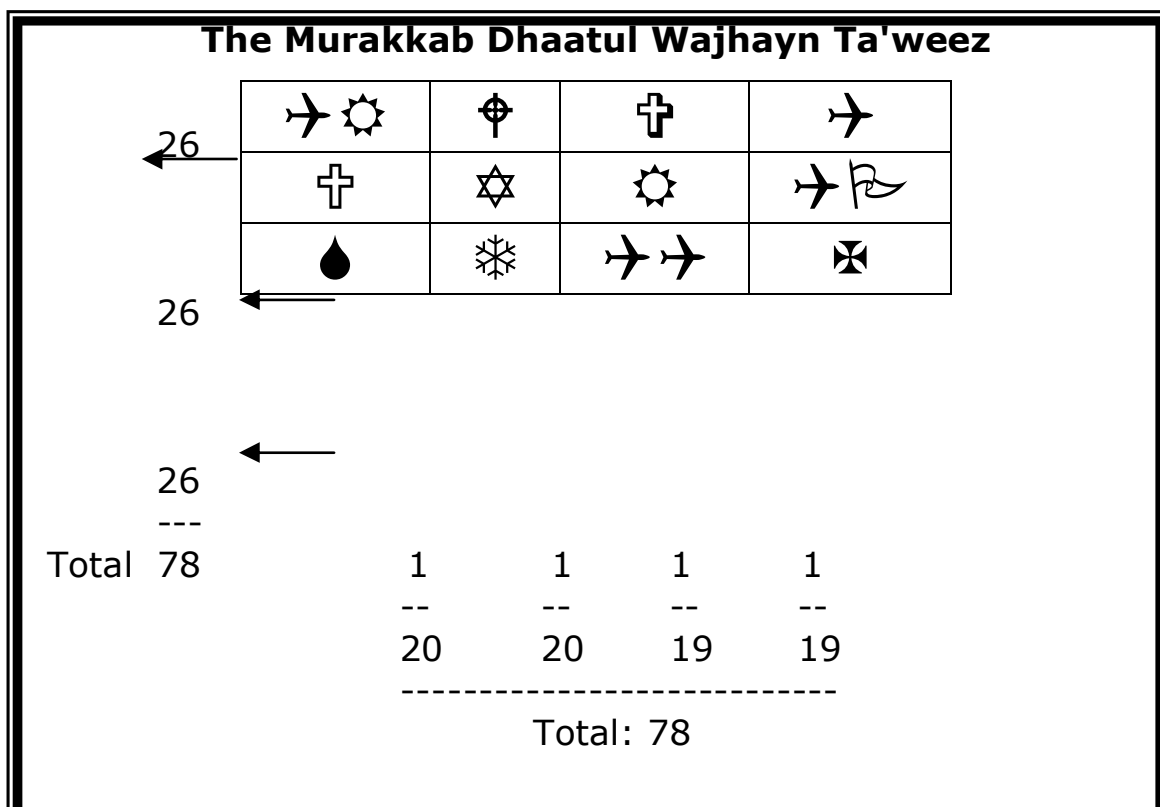 The Murakkab Dhaatul Wajhayn Ta'weez
✈☼ 🕈 ✞ ✈
26
✝ ✡ ☼ ✈🏱
💧 ❄ ✈✈ ✠
26
26
---
Total 78 1 1 1 1
-- -- -- --
20 20 19 19
----------------------------
Total: 78